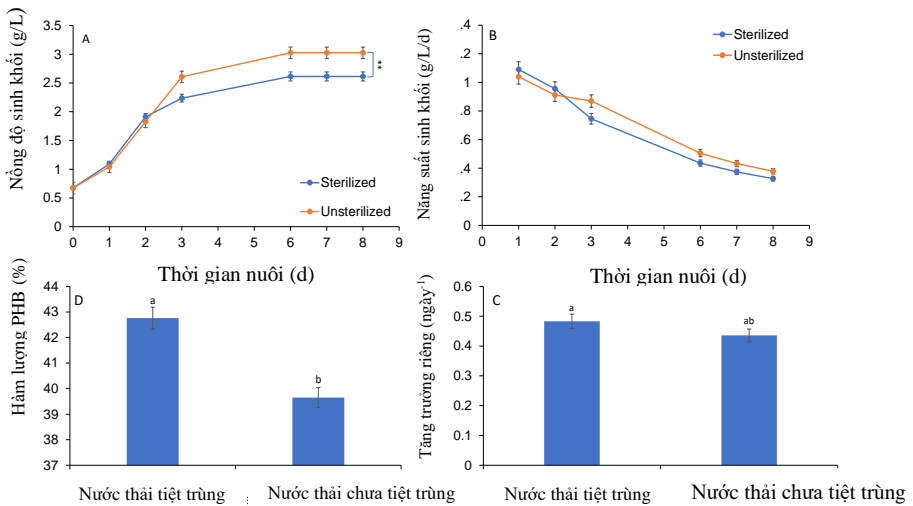 A
Nồng độ sinh khối (g/L)
3.5
3
2.5
2
1.5
1
0.5
0
0 1 2 3 4 5 6 7 8 9
**
Sterilized
Unsterilized
Thời gian nuôi (d)
B
Năng suất sinh khối (g/L/d)
.4
.2
1
.8
.6
.4
.2
0
0 1 2 3 4 5 6 7 8 9
Sterilized
Unsterilized
Thời gian nuôi (d)
D
Hàm lượng PHB (%)
44
43
42
41
40
39
38
37
a
b
Nước thải tiệt trùng
Nước thải chưa tiệt trùng
C
Tăng trưởng riêng (ngày-1)
0.6
0.5
0.4
0.3
0.2
0.1
0
a
ab
Nước thải tiệt trùng
Nước thải chưa tiệt trùng